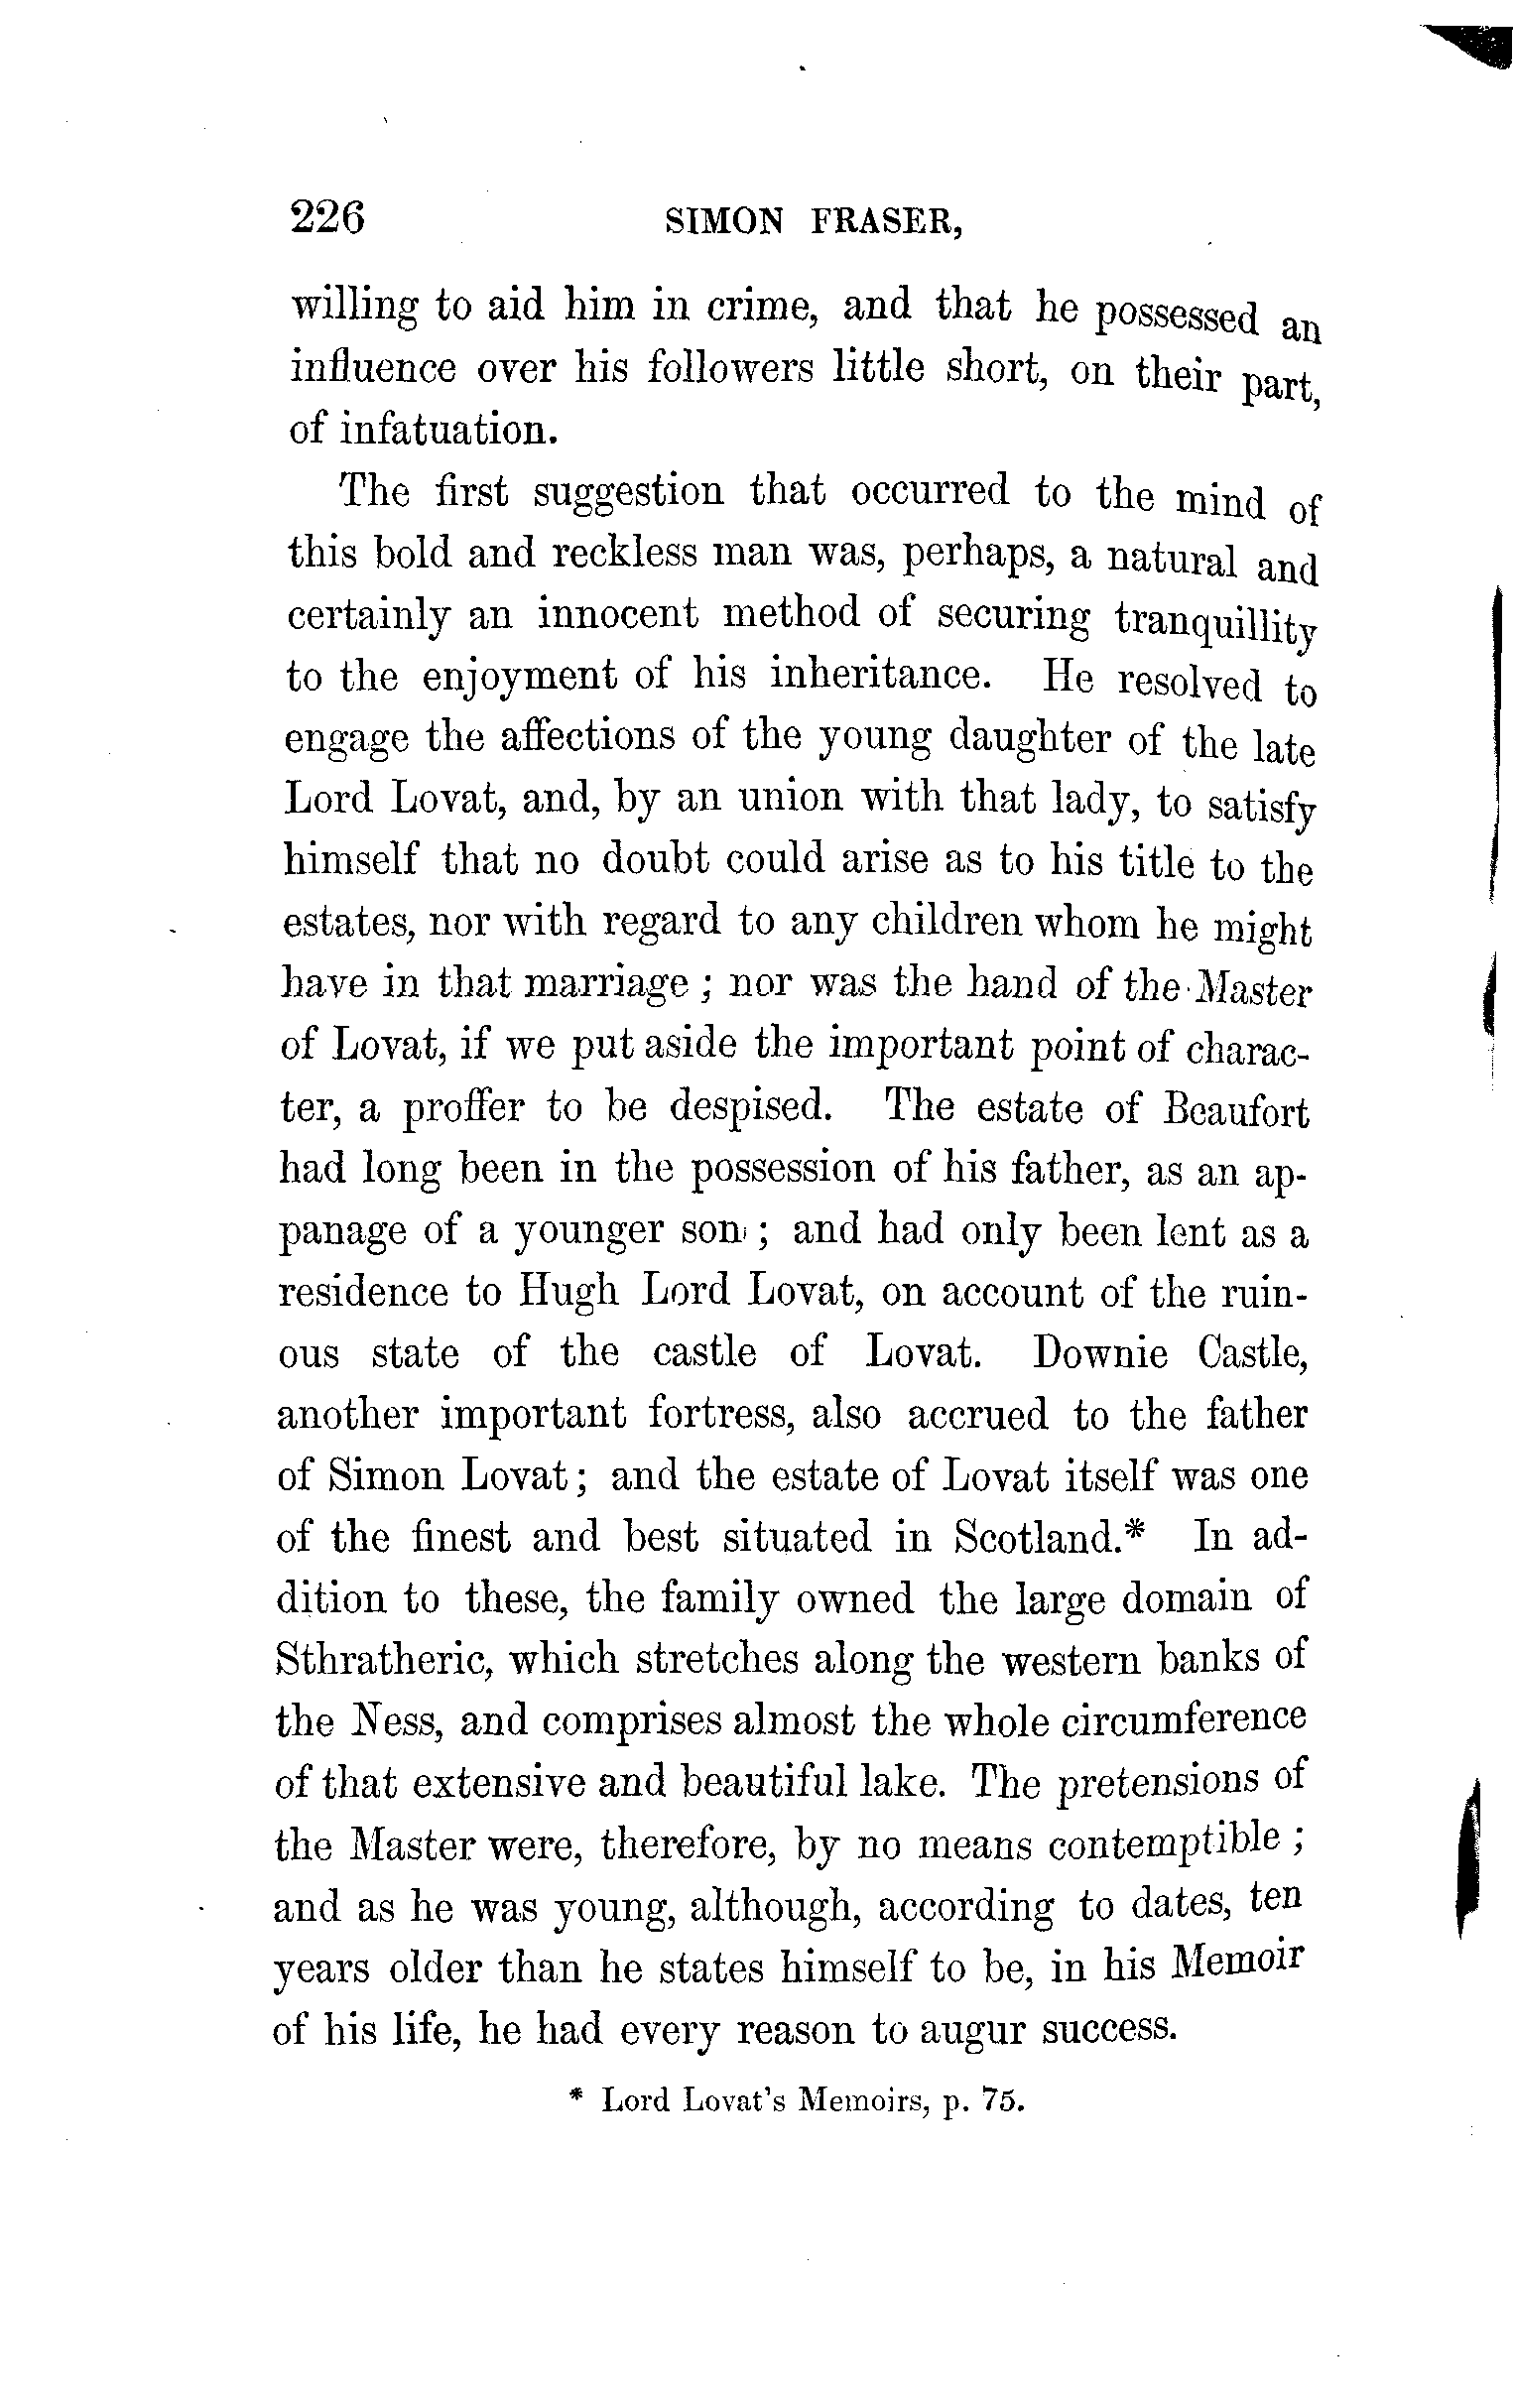 226 SIMON FRASER,
willing to aid him in crime, and that he possessed an
influence over his followers little short, on their part,
of infatuation.
The first suggestion that occurred to the mind of
this bold and reckless man was, perhaps, a natural and
certainly an innocent method of securing tranquillity
to the enjoyment of his inheritance. He resolved to
engage the affections of the young daughter of the late
Lord Lovat, and, by an union with that lady, to satisfy
himself that no doubt could arise as to his title to the
estates, nor with regard to any children whom he might
have in that marriage ; nor was the hand of the Master
of Lovat, if we put aside the important point of charac-
ter, a proffer to be despised. The estate of Beaufort
had long been in the possession of his father, as an ap-
panage of a younger son ; and had only been lent as a
residence to Hugh Lord Lovat, on account of the ruin-
ous state of the castle of Lovat. Downie Castle,
another important fortress, also accrued to the father
of Simon Lovat ; and the estate of Lovat itself was one
of the finest and best situated in Scotland.* In ad-
dition to these, the family owned the large domain of
Sthratheric, which stretches along the western banks of
the Ness, and comprises almost the whole circumference
of that extensive and beautiful lake. The pretensions of
the Master were, therefore, by no means contemptible ;
and as he was young, although, according to dates, ten
years older than he states himself to be, in his Memoir
of his life, he had every reason to augur success.
* Lord Lovat's Memoirs, p. 75.